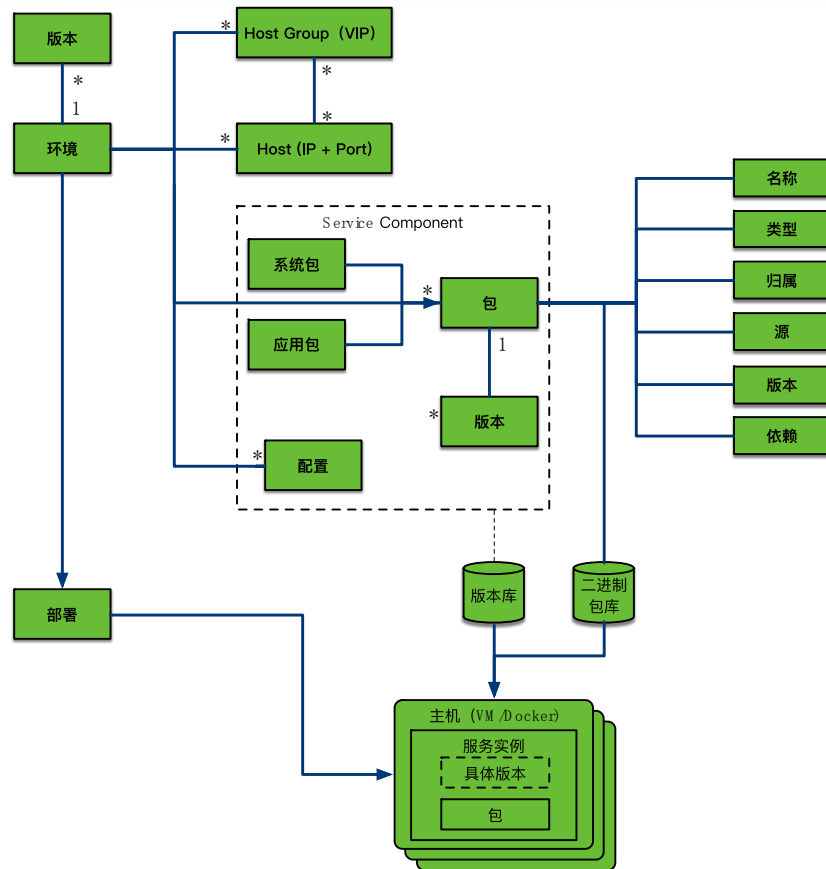 版本
*
1
环境
*
Host Group（VIP）
*
*
*
Host (IP + Port)
Service Component
系统包
应用包
*
包
1
*
版本
*
配置
名称
类型
归属
源
版本
依赖
部署
版本库
二进制
包库
主机（VM/Docker)
服务实例
具体版本
包